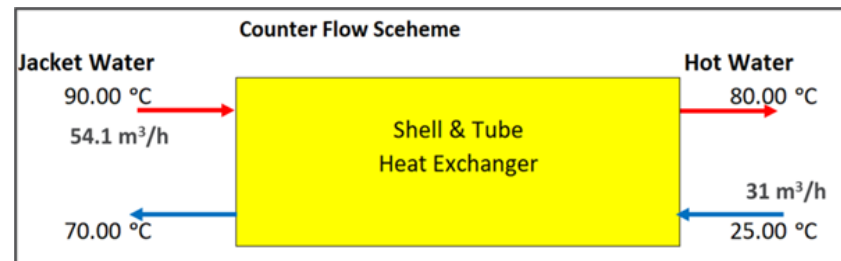 Counter Flow Sceheme
Jacket Water
Hot Water
90.00 °C
80.00 °C
54.1 m³/h
Shell & Tube
Heat Exchanger
31 m³/h
70.00 °C
25.00 °C